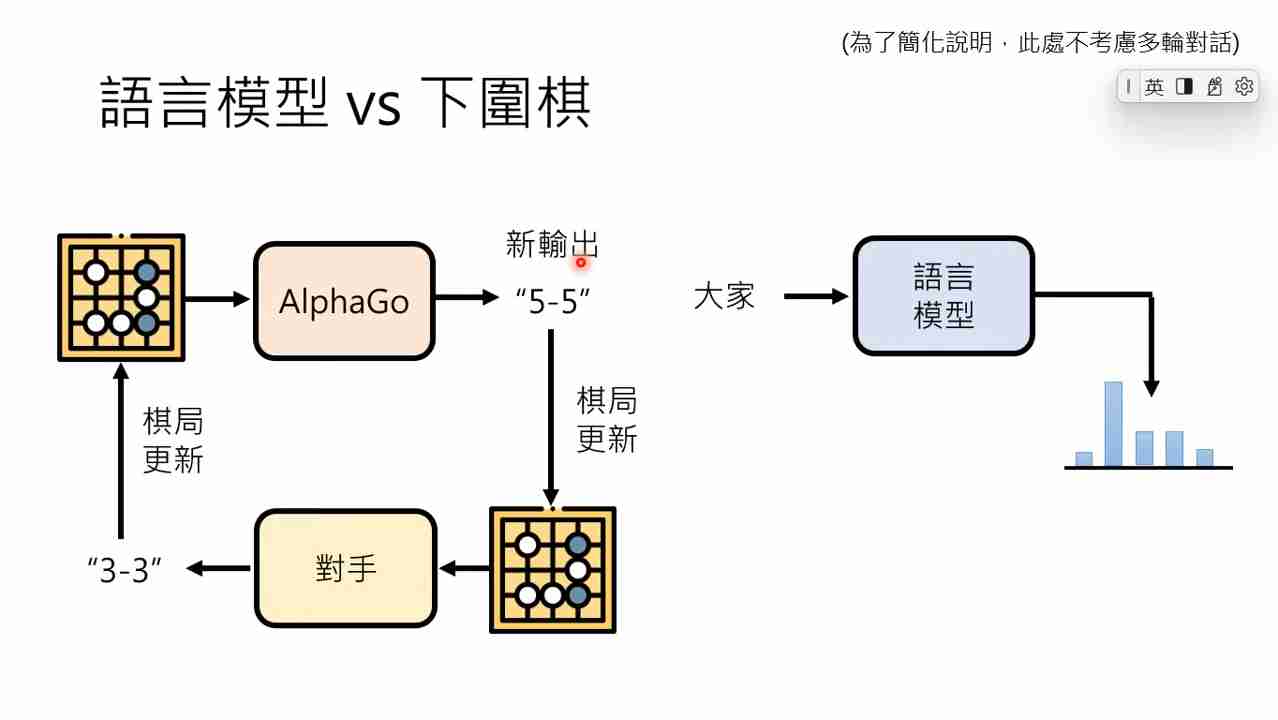 (為了簡化說明，此處不考慮多輪對話)
英
語言模型 vs 下圍棋
AlphaGo
新輸出
“5-5”
棋局
更新
對手
“3-3”
棋局
更新
大家
語言
模型